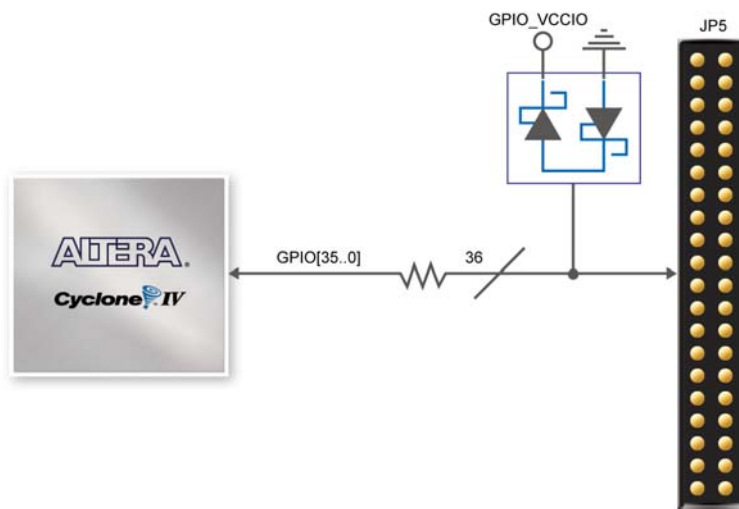 GPIO_VCCIO
JP5
ALTERA®
Cyclone IV
GPIO[35..0]
36